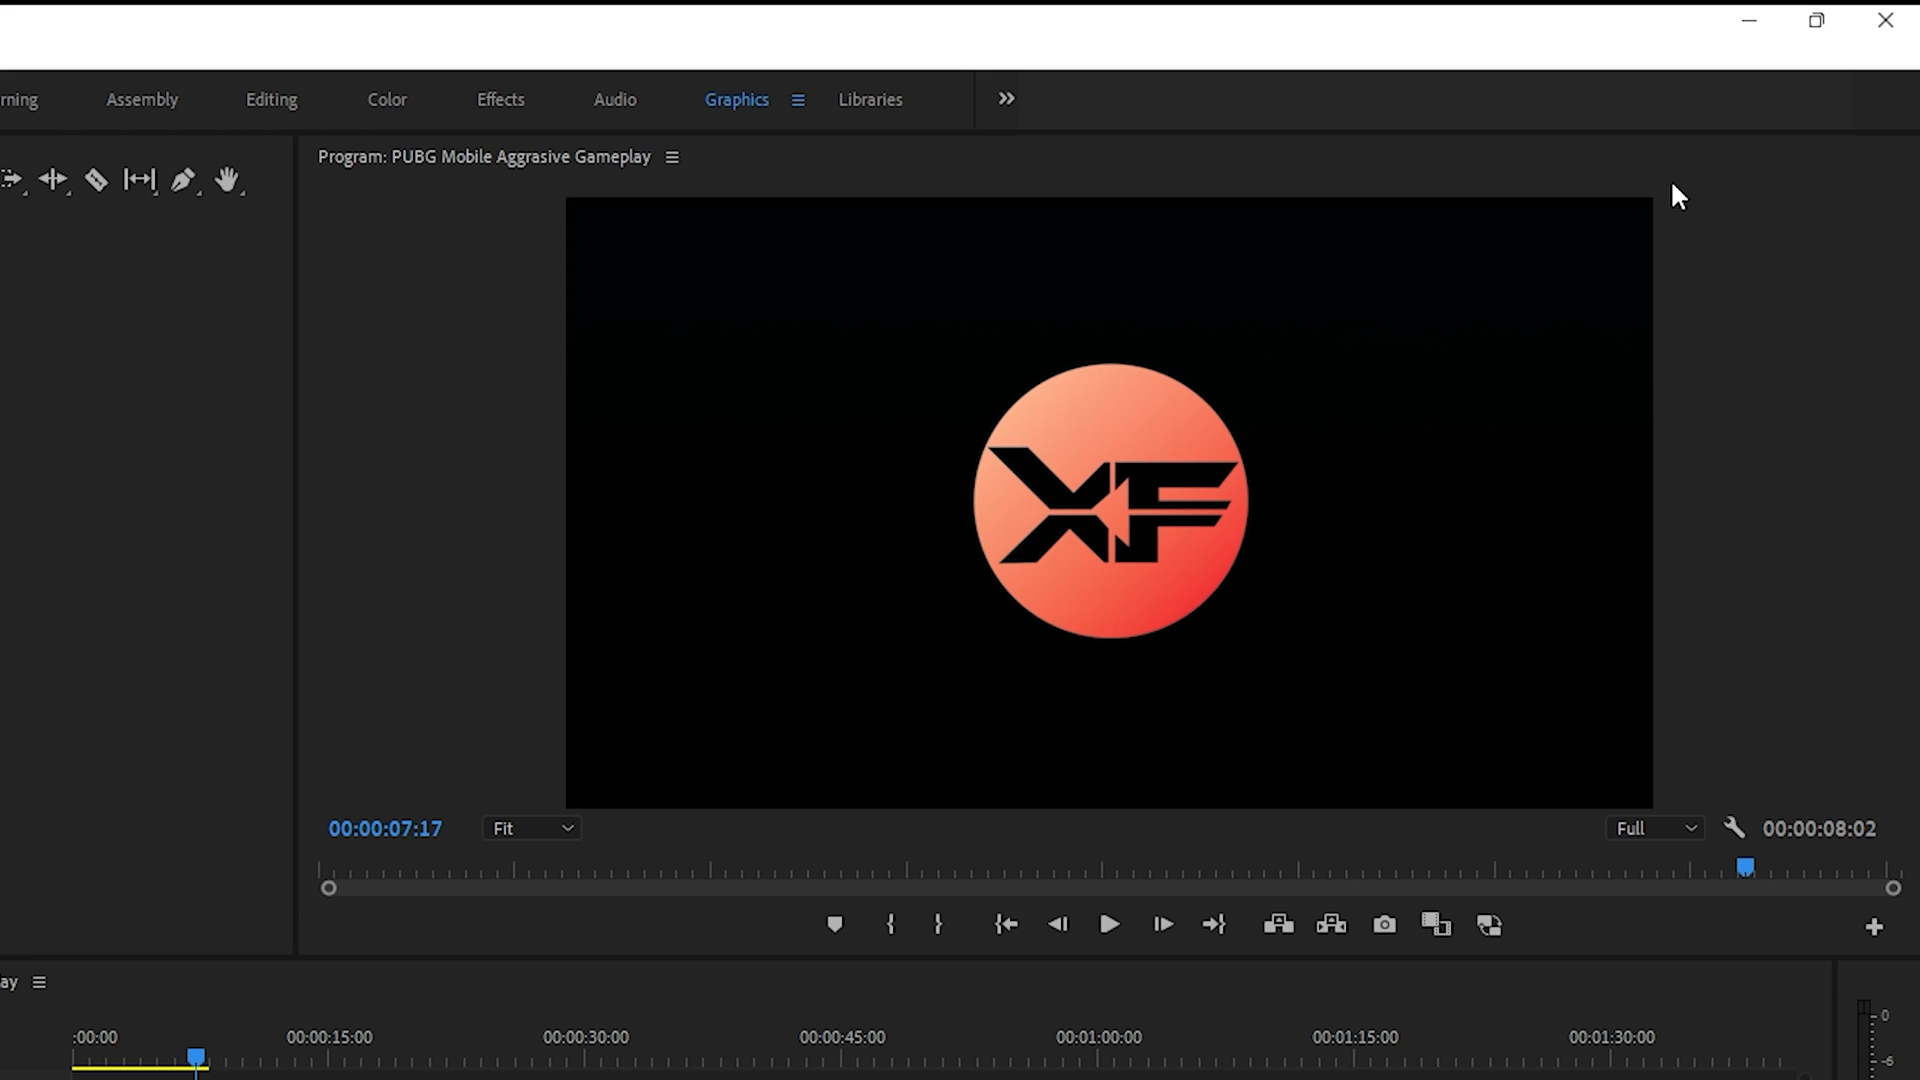 rning Assembly Editing Color Effects Audio Graphics Libraries
Program: PUBG Mobile Aggrasive Gameplay
XF
00:00:07:17 Fit Full 00:00:08:02
ay
:00:00 00:00:15:00 00:00:30:00 00:00:45:00 00:01:00:00 00:01:15:00 00:01:30:00
0
-6